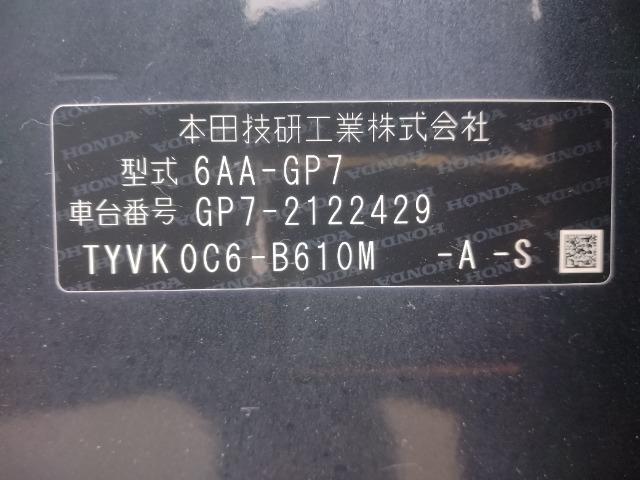 本田技研工業株式会社
型式 6AA-GP7
車台番号 GP7-2122429
TYVK0C6-B610M -A -S